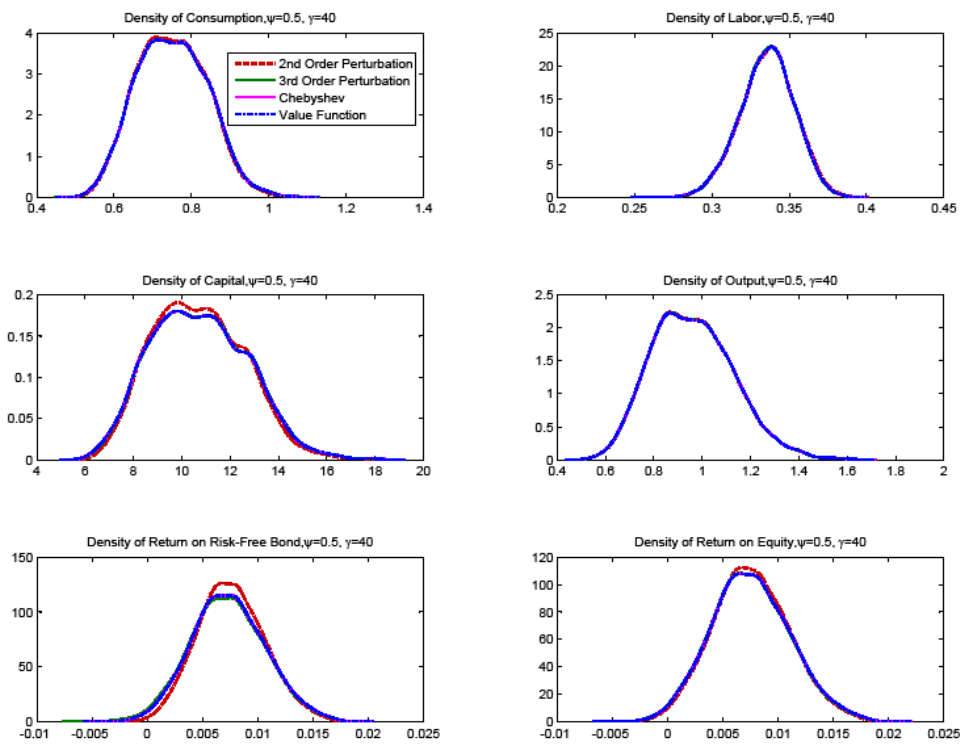 Density of Consumption,ψ=0.5, γ=40
4
3
2
1
0
0.4 0.6 0.8 1 1.2 1.4
2nd Order Perturbation
3rd Order Perturbation
Chebyshev
Value Function
Density of Labor,ψ=0.5, γ=40
25
20
15
10
5
0
0.2 0.3 0.35 0.4 0.45
Density of Capital,ψ=0.5, γ=40
0.2
0.15
0.1
0.05
0
4 6 8 10 12 14 16 18 20
Density of Output,ψ=0.5, γ=40
2.5
2
1.5
1
0.5
0
0.4 0.6 0.8 1 1.2 1.4 1.6 1.8 2
Density of Return on Risk-Free Bond,ψ=0.5, γ=40
150
100
50
0
-0.01 -0.005 0 0.005 0.01 0.015 0.02 0.025
Density of Return on Equity,ψ=0.5, γ=40
120
100
80
60
40
20
0
-0.01 -0.005 0 0.005 0.01 0.015 0.02 0.025